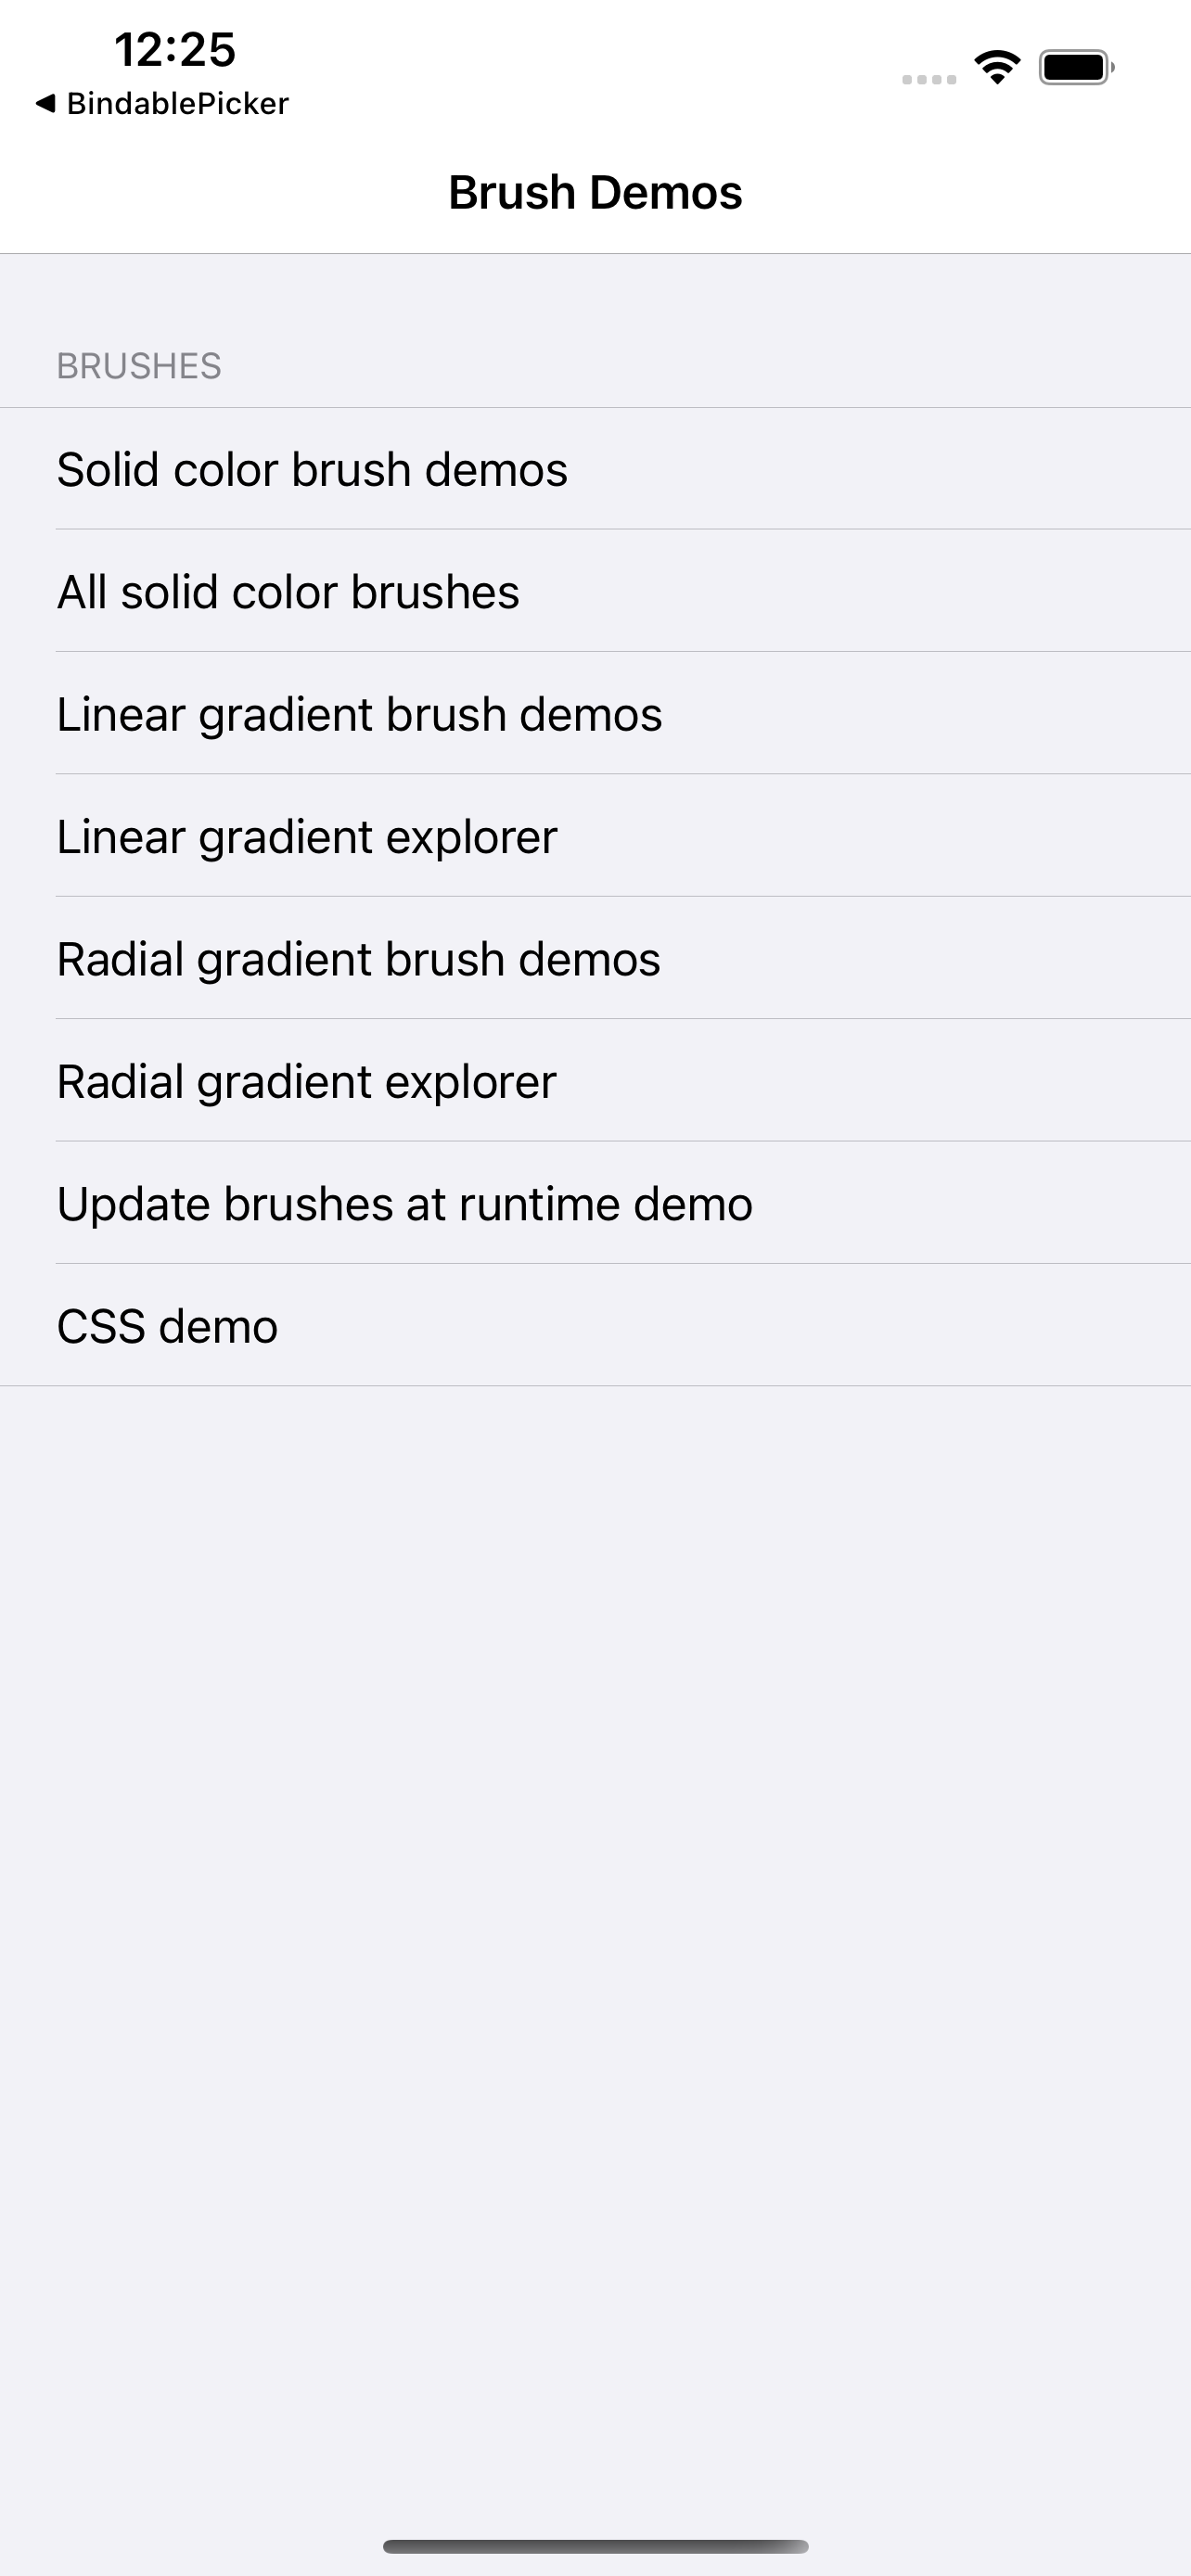 12:25
BindablePicker
Brush Demos
BRUSHES
Solid color brush demos
All solid color brushes
Linear gradient brush demos
Linear gradient explorer
Radial gradient brush demos
Radial gradient explorer
Update brushes at runtime demo
CSS demo